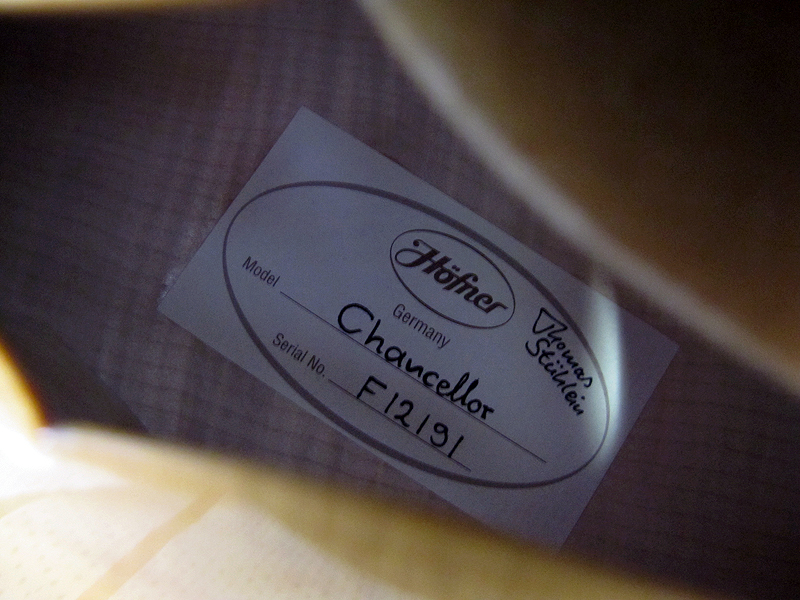 Höfner
Germany
Model Chancellor
Serial No. F12191
Thomas
Stühlein